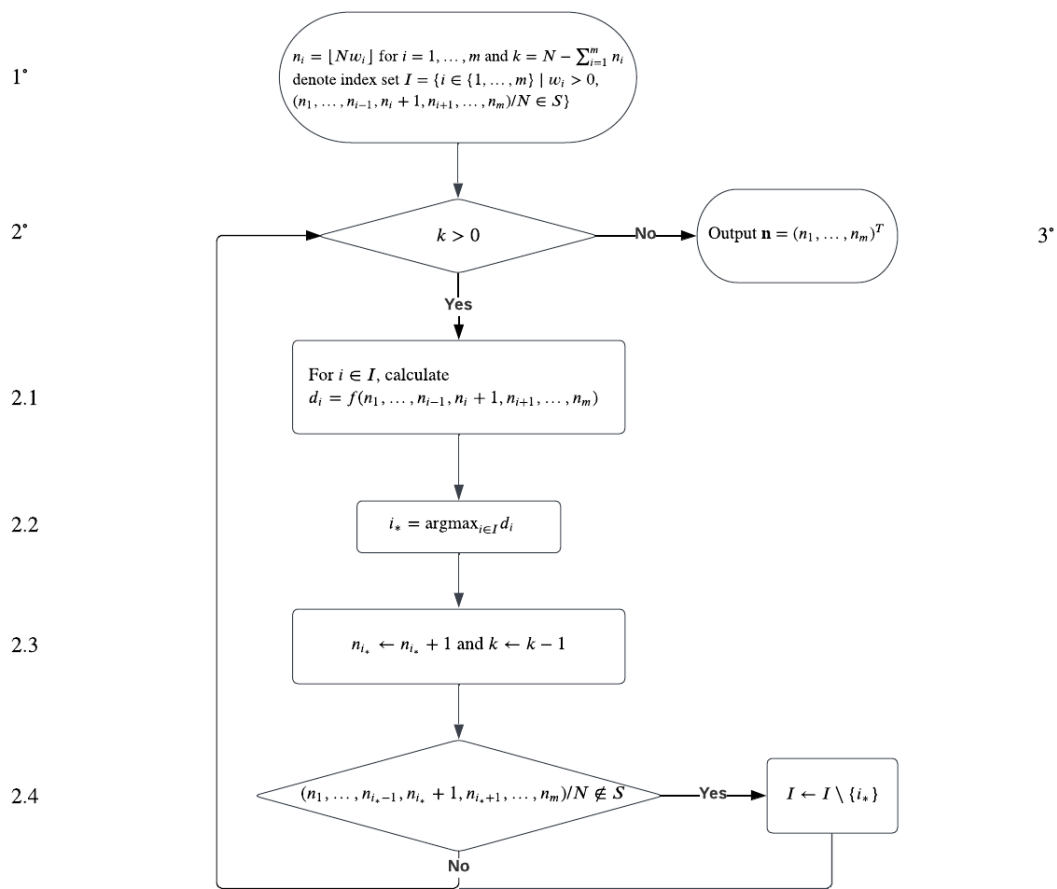 1°
n_i = ⌊Nw_i⌋ for i = 1, … , m and k = N − ∑_{i=1}^m n_i
denote index set I = {i ∈ {1, … , m} ∣ w_i > 0,
(n_1, … , n_{i−1}, n_i + 1, n_{i+1}, … , n_m)/N ∈ S}
2°
k > 0
No
Output n = (n_1, … , n_m)^T
3°
Yes
2.1
For i ∈ I, calculate
d_i = f(n_1, … , n_{i−1}, n_i + 1, n_{i+1}, … , n_m)
2.2
i_* = argmax_{i∈I} d_i
2.3
n_{i_*} ← n_{i_*} + 1 and k ← k − 1
2.4
(n_1, … , n_{i_*−1}, n_{i_*} + 1, n_{i_*+1}, … , n_m)/N ∉ S
Yes
I ← I \ {i_*}
No